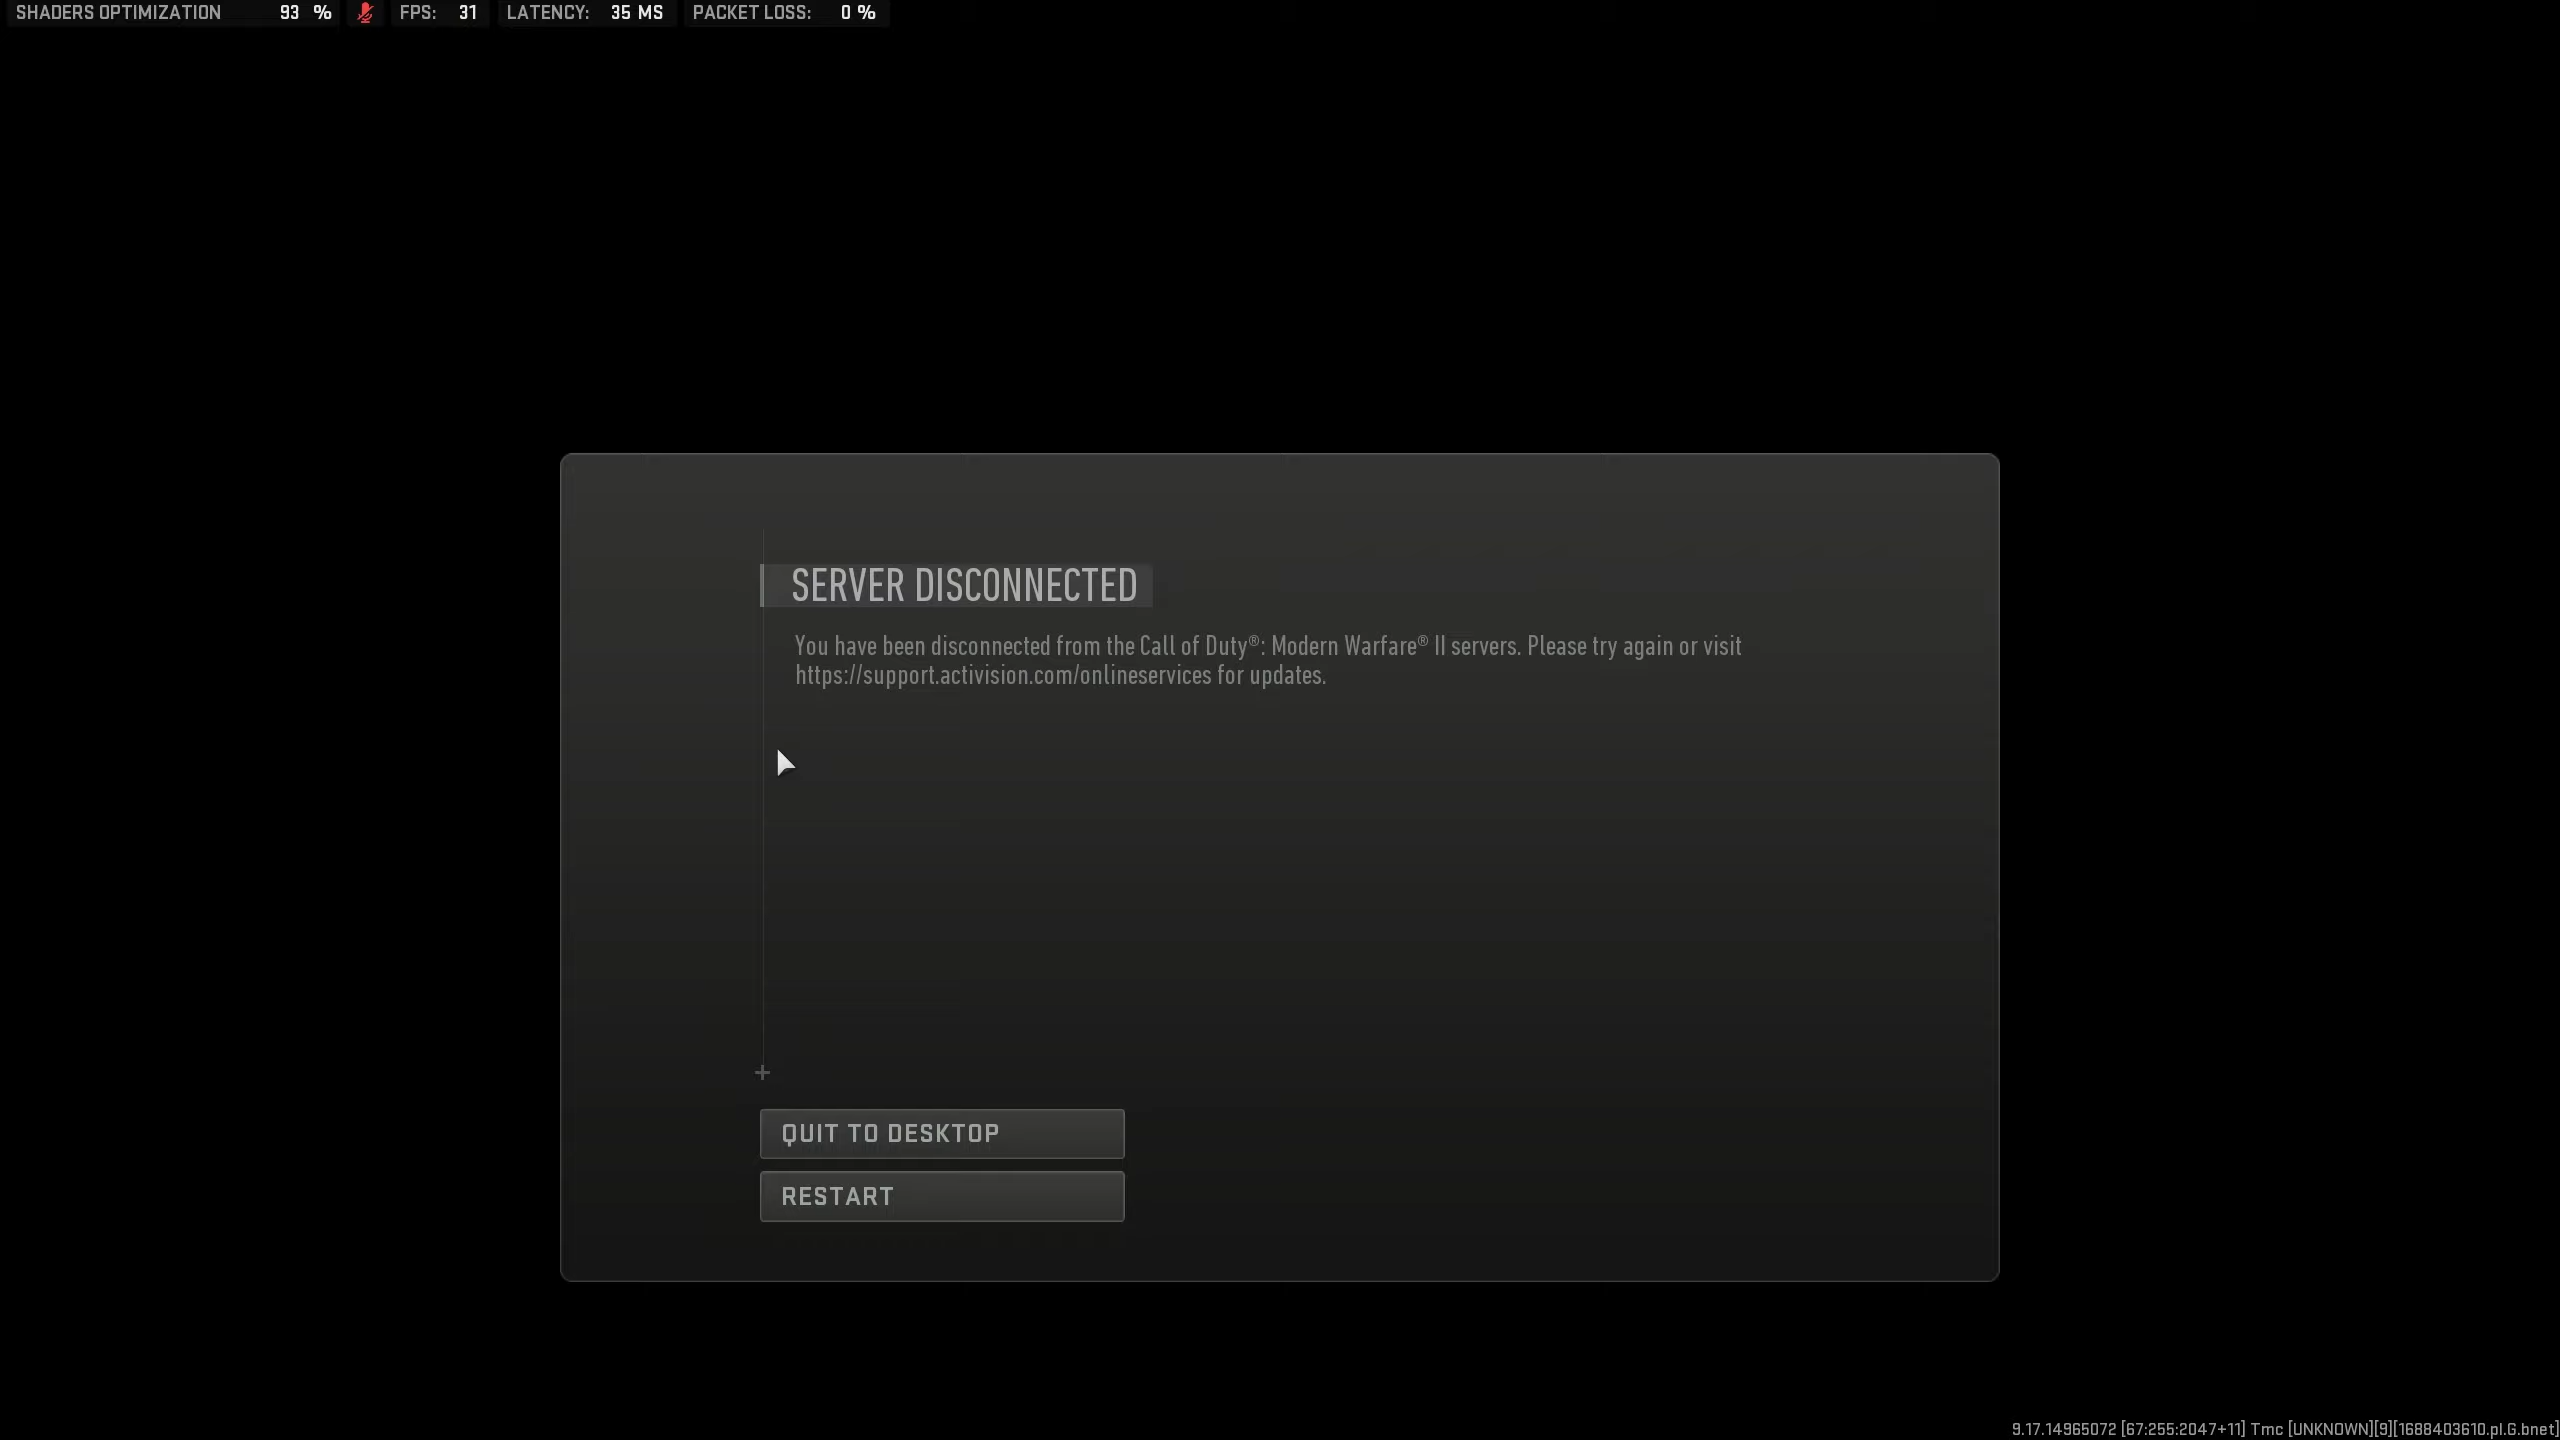 SHADERS OPTIMIZATION 93 % FPS: 31 LATENCY: 35 MS PACKET LOSS: 0 %
SERVER DISCONNECTED
You have been disconnected from the Call of Duty®: Modern Warfare® II servers. Please try again or visit
https://support.activision.com/onlineservices for updates.
QUIT TO DESKTOP
RESTART
9.17.14965072 [67:255:2047+11] Tmc [UNKNOWN][9][1688403610.pl.G.bnet]